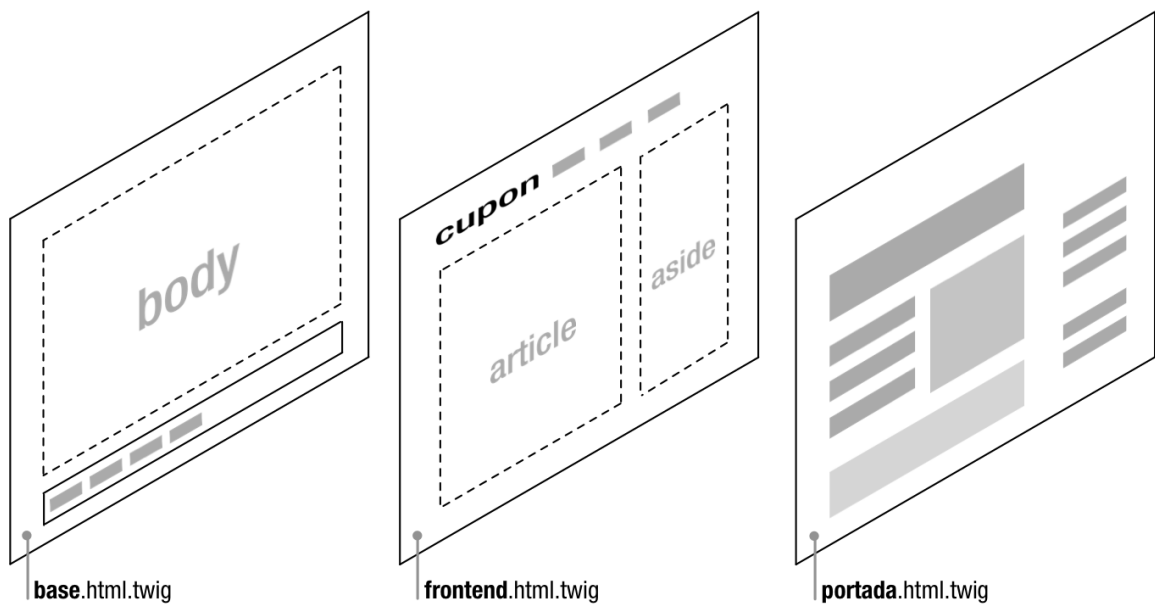 body
base.html.twig
cupon
article
aside
frontend.html.twig
portada.html.twig